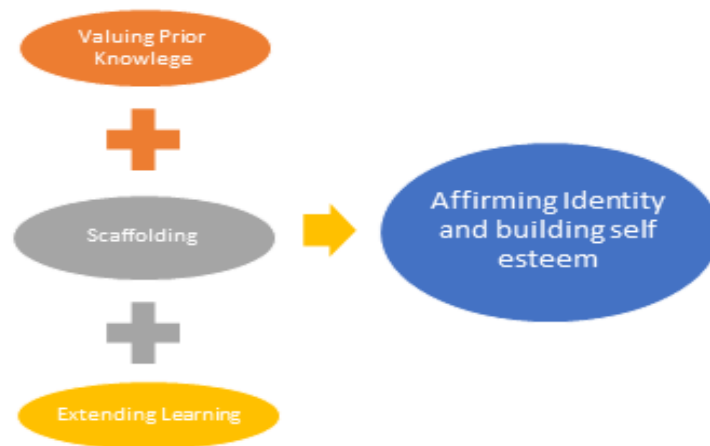 Valuing Prior
Knowlege
Scaffolding
Extending Learning
Affirming Identity
and building self
esteem